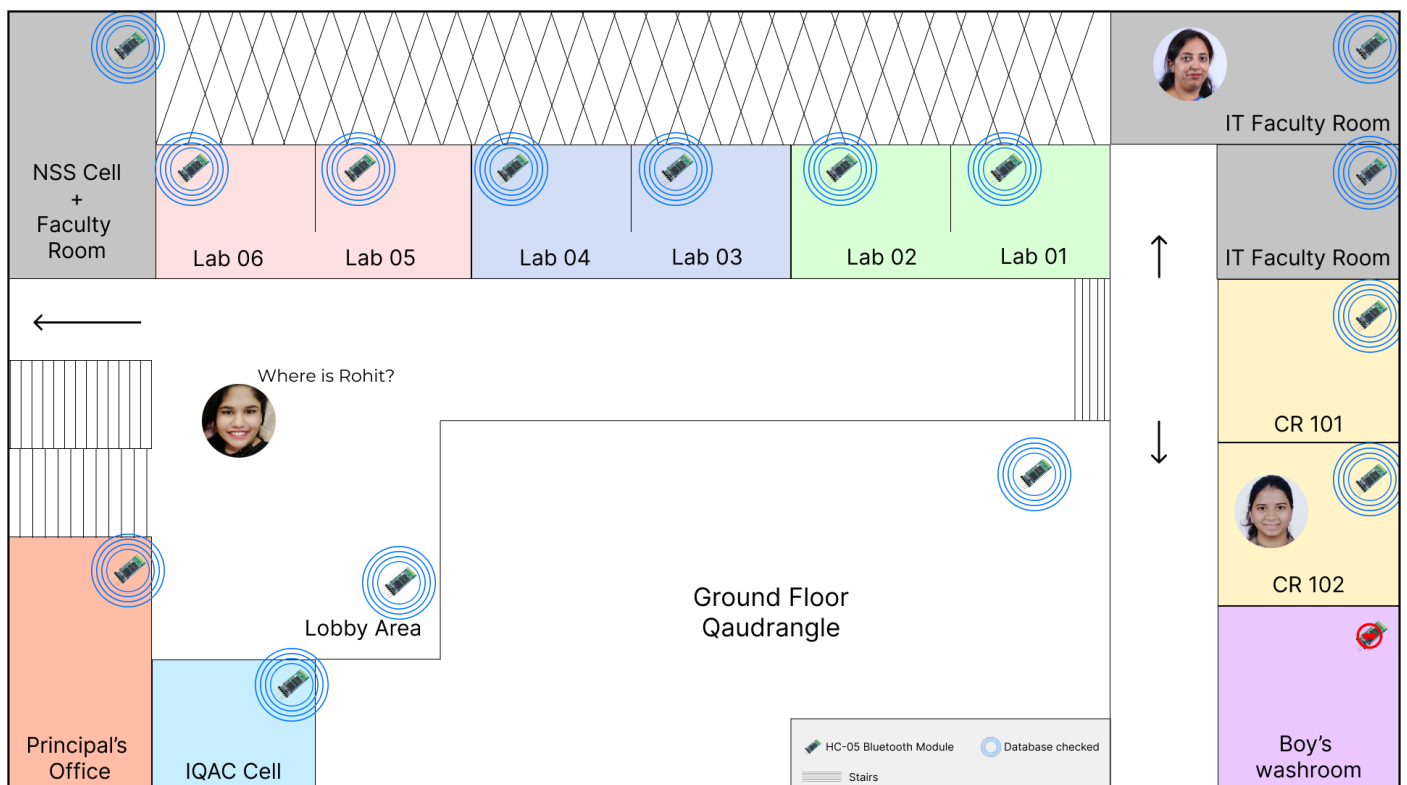 IT Faculty Room
NSS Cell
+
Faculty
Room
Lab 06
Lab 05
Lab 04
Lab 03
Lab 02
Lab 01
IT Faculty Room
Where is Rohit?
CR 101
CR 102
Ground Floor
Qaudrangle
Lobby Area
Principal's
Office
IQAC Cell
HC-05 Bluetooth Module
Database checked
Stairs
Boy's
washroom